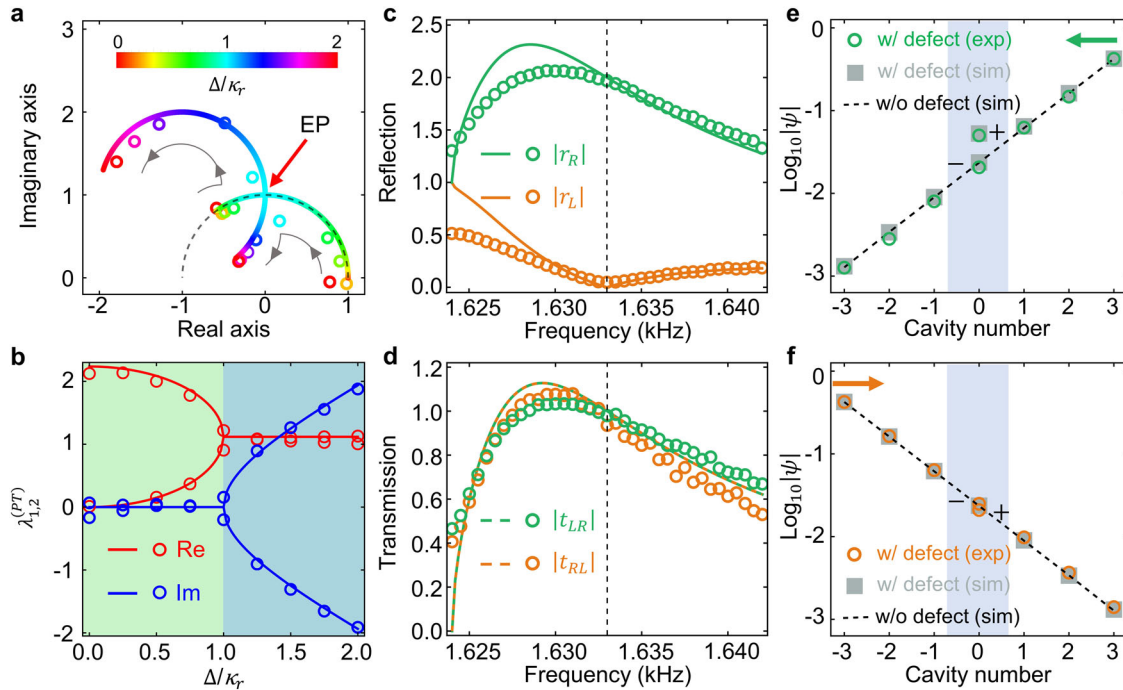 a
0 1 2
Δ/κr
EP
Imaginary axis
3
2
1
0
-2 -1 0 1
Real axis
b
λ1,2(PT)
2
1
0
-1
-2
Re
Im
0.0 0.5 1.0 1.5 2.0
Δ/κr
c
Reflection
2.5
2.0
1.5
1.0
0.5
0.0
|rR|
|rL|
1.625 1.630 1.635 1.640
Frequency (kHz)
d
Transmission
1.2
1.0
0.8
0.6
0.4
0.2
0.0
|tLR|
|tRL|
1.625 1.630 1.635 1.640
Frequency (kHz)
e
Log10|ψ|
0
-1
-2
-3
w/ defect (exp)
w/ defect (sim)
w/o defect (sim)
+
−
-3 -2 -1 0 1 2 3
Cavity number
f
Log10|ψ|
0
-1
-2
-3
− +
w/ defect (exp)
w/ defect (sim)
w/o defect (sim)
-3 -2 -1 0 1 2 3
Cavity number